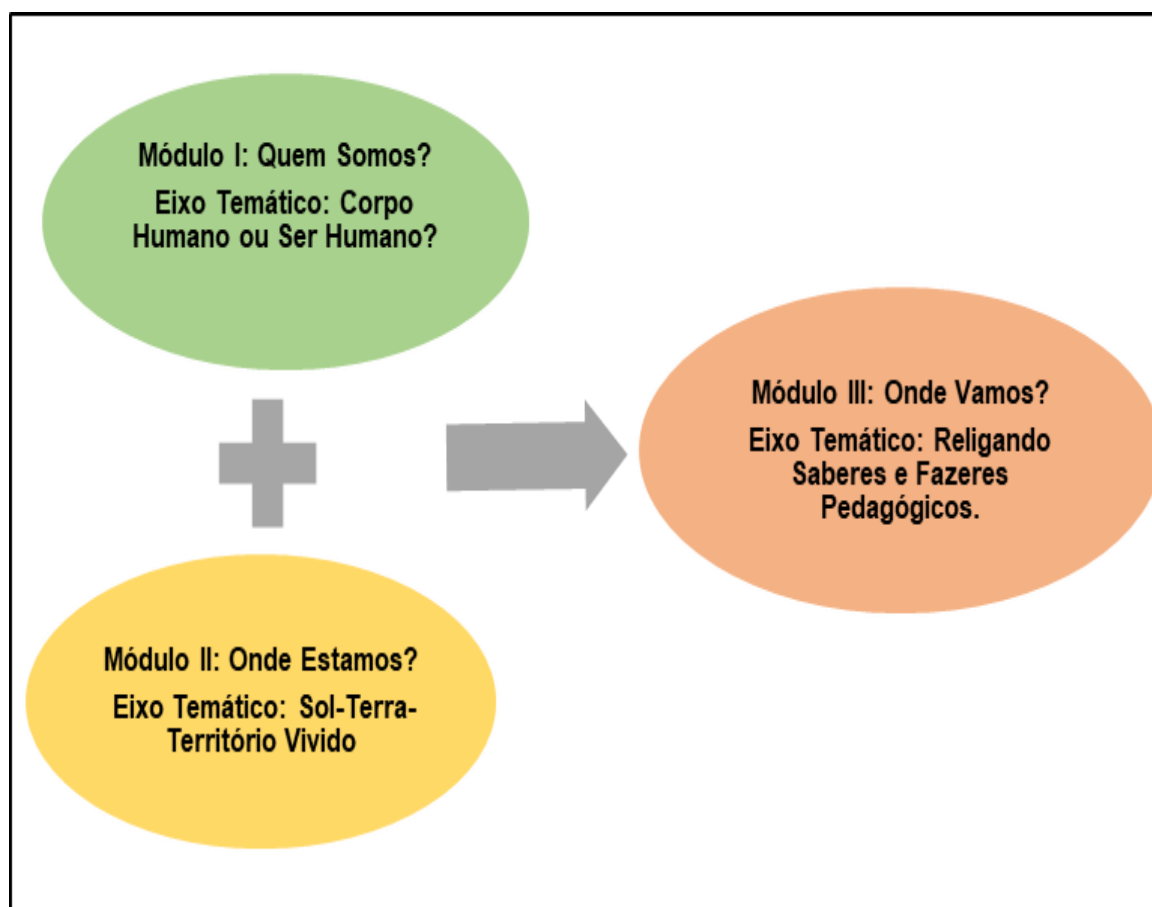 Módulo I: Quem Somos?
Eixo Temático: Corpo
Humano ou Ser Humano?
Módulo II: Onde Estamos?
Eixo Temático: Sol-Terra-
Território Vivido
Módulo III: Onde Vamos?
Eixo Temático: Religando
Saberes e Fazeres
Pedagógicos.